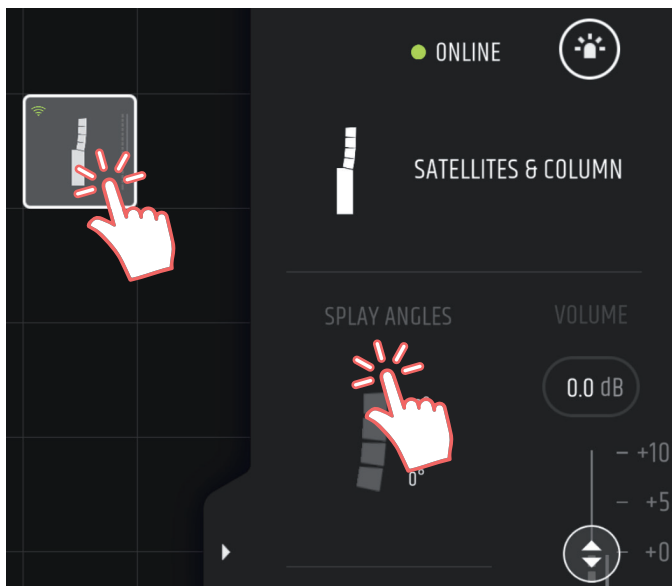 ONLINE
SATELLITES & COLUMN
SPLAY ANGLES
VOLUME
0.0 dB
0°
+10
+5
+0